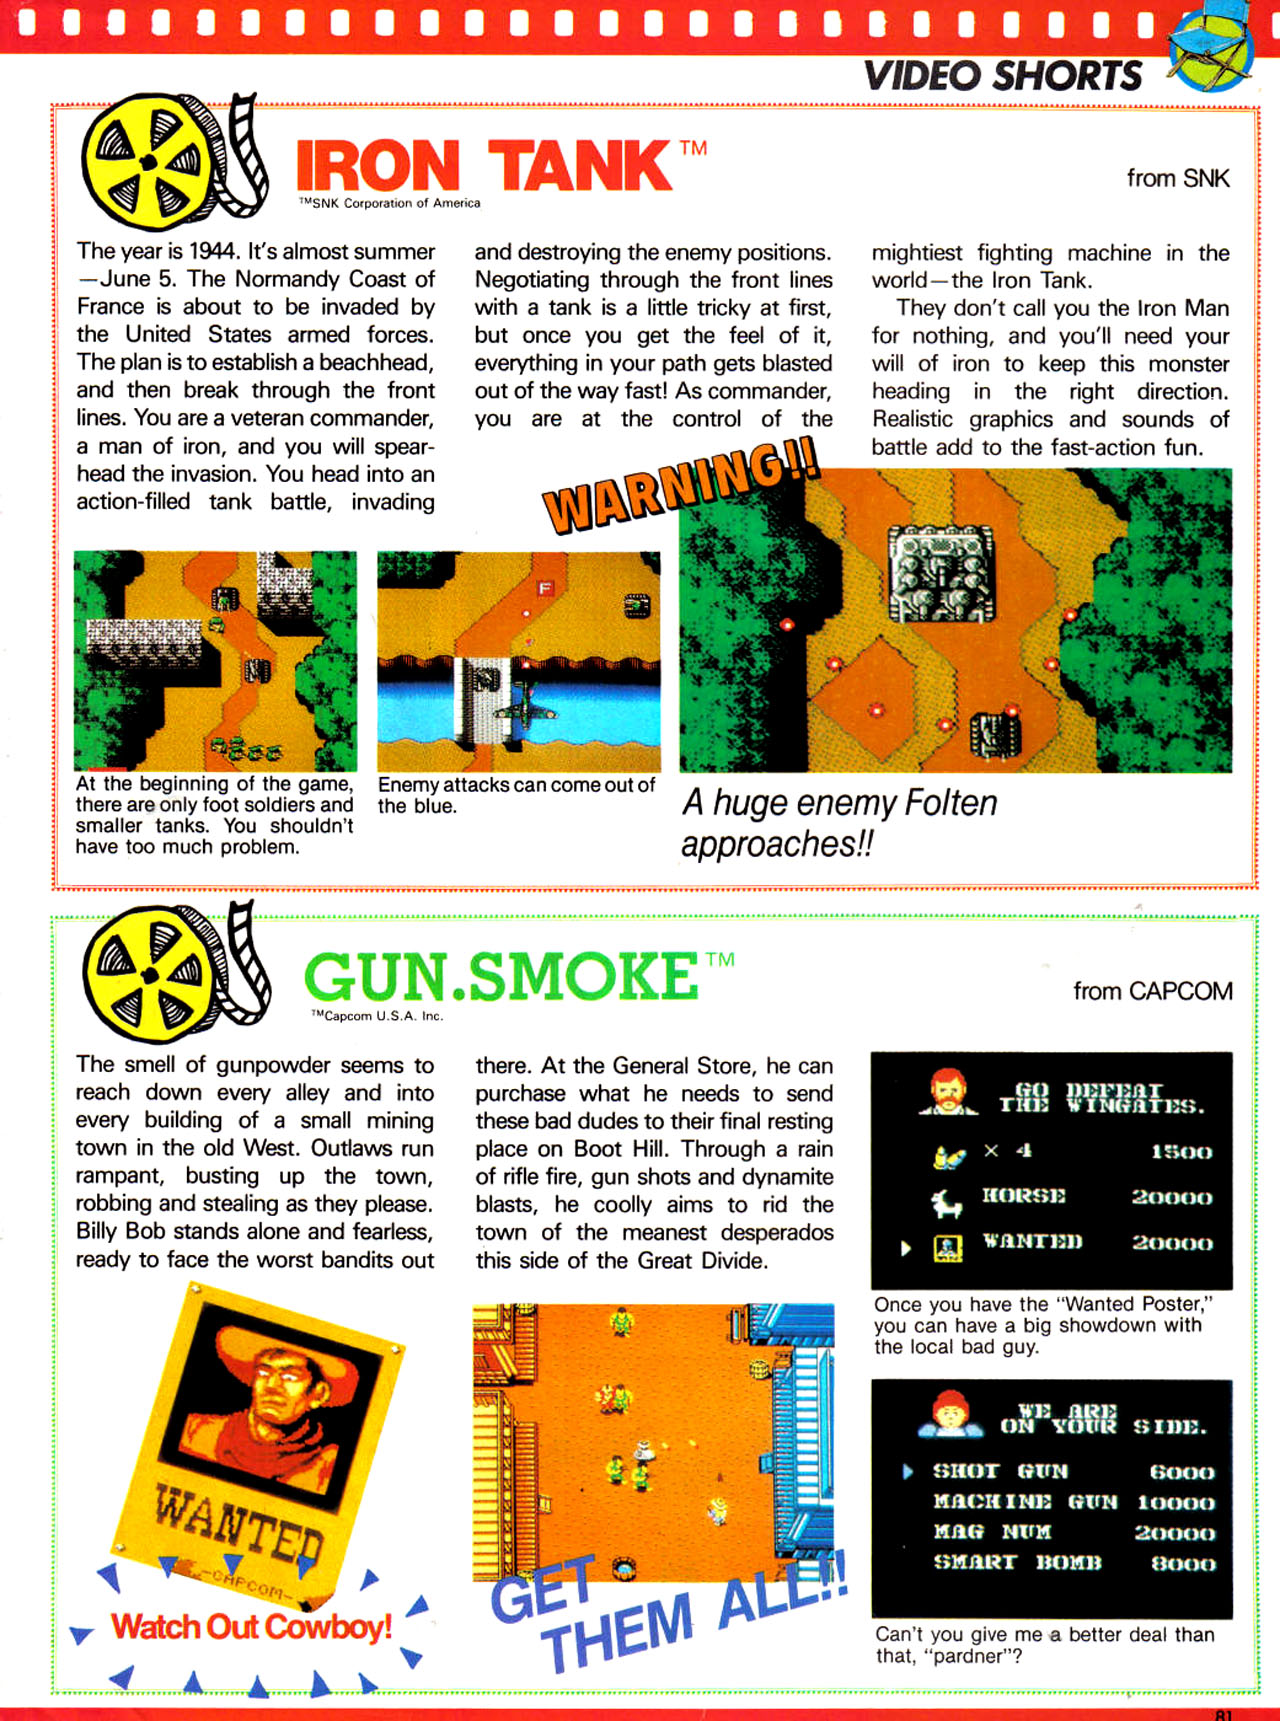 VIDEO SHORTS
IRON TANK™
™SNK Corporation of America
from SNK
The year is 1944. It's almost summer
—June 5. The Normandy Coast of
France is about to be invaded by
the United States armed forces.
The plan is to establish a beachhead,
and then break through the front
lines. You are a veteran commander,
a man of iron, and you will spear-
head the invasion. You head into an
action-filled tank battle, invading
and destroying the enemy positions.
Negotiating through the front lines
with a tank is a little tricky at first,
but once you get the feel of it,
everything in your path gets blasted
out of the way fast! As commander,
you are at the control of the
mightiest fighting machine in the
world—the Iron Tank.
They don't call you the Iron Man
for nothing, and you'll need your
will of iron to keep this monster
heading in the right direction.
Realistic graphics and sounds of
battle add to the fast-action fun.
WARNING!!
F
At the beginning of the game,
there are only foot soldiers and
smaller tanks. You shouldn't
have too much problem.
Enemy attacks can come out of
the blue.
A huge enemy Folten
approaches!!
GUN.SMOKE™
™Capcom U.S.A. Inc.
from CAPCOM
The smell of gunpowder seems to
reach down every alley and into
every building of a small mining
town in the old West. Outlaws run
rampant, busting up the town,
robbing and stealing as they please.
Billy Bob stands alone and fearless,
ready to face the worst bandits out
there. At the General Store, he can
purchase what he needs to send
these bad dudes to their final resting
place on Boot Hill. Through a rain
of rifle fire, gun shots and dynamite
blasts, he coolly aims to rid the
town of the meanest desperados
this side of the Great Divide.
GO DEFEAT
THE WINGATES.
× 4 1500
HORSE 20000
WANTED 20000
Once you have the "Wanted Poster,"
you can have a big showdown with
the local bad guy.
WE ARE
ON YOUR SIDE.
SHOT GUN 6000
MACHINE GUN 10000
MAG NUM 20000
SMART BOMB 8000
Can't you give me a better deal than
that, "pardner"?
WANTED
-CAPCOM-
Watch Out Cowboy!
GET
THEM ALL!!
81